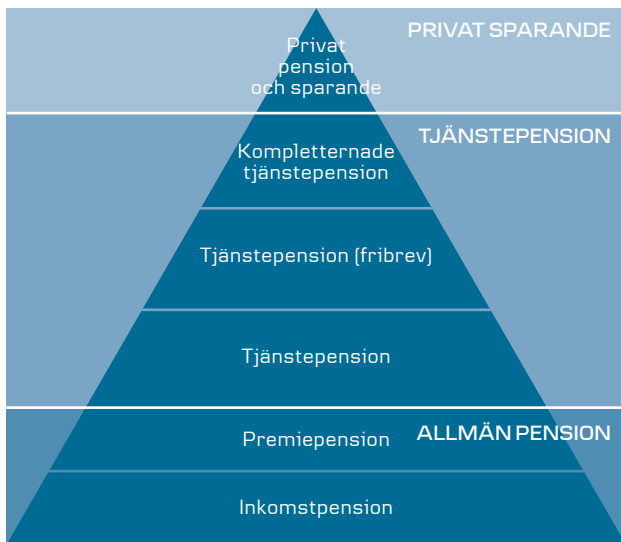 PRIVAT SPARANDE
Privat
pension
och sparande
TJÄNSTEPENSION
Kompletternade
tjänstepension
Tjänstepension (fribrev)
Tjänstepension
ALLMÄN PENSION
Premiepension
Inkomstpension